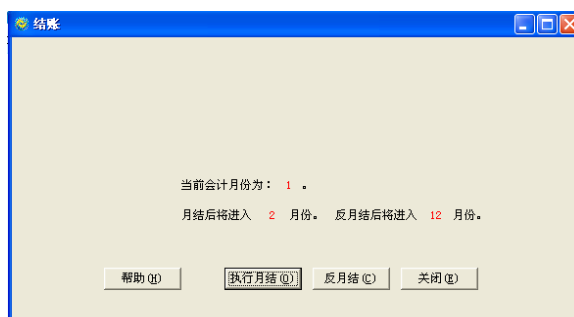 结账
当前会计月份为： 1 。
月结后将进入 2 月份。 反月结后将进入 12 月份。
帮助(H) 执行月结(O) 反月结(C) 关闭(E)